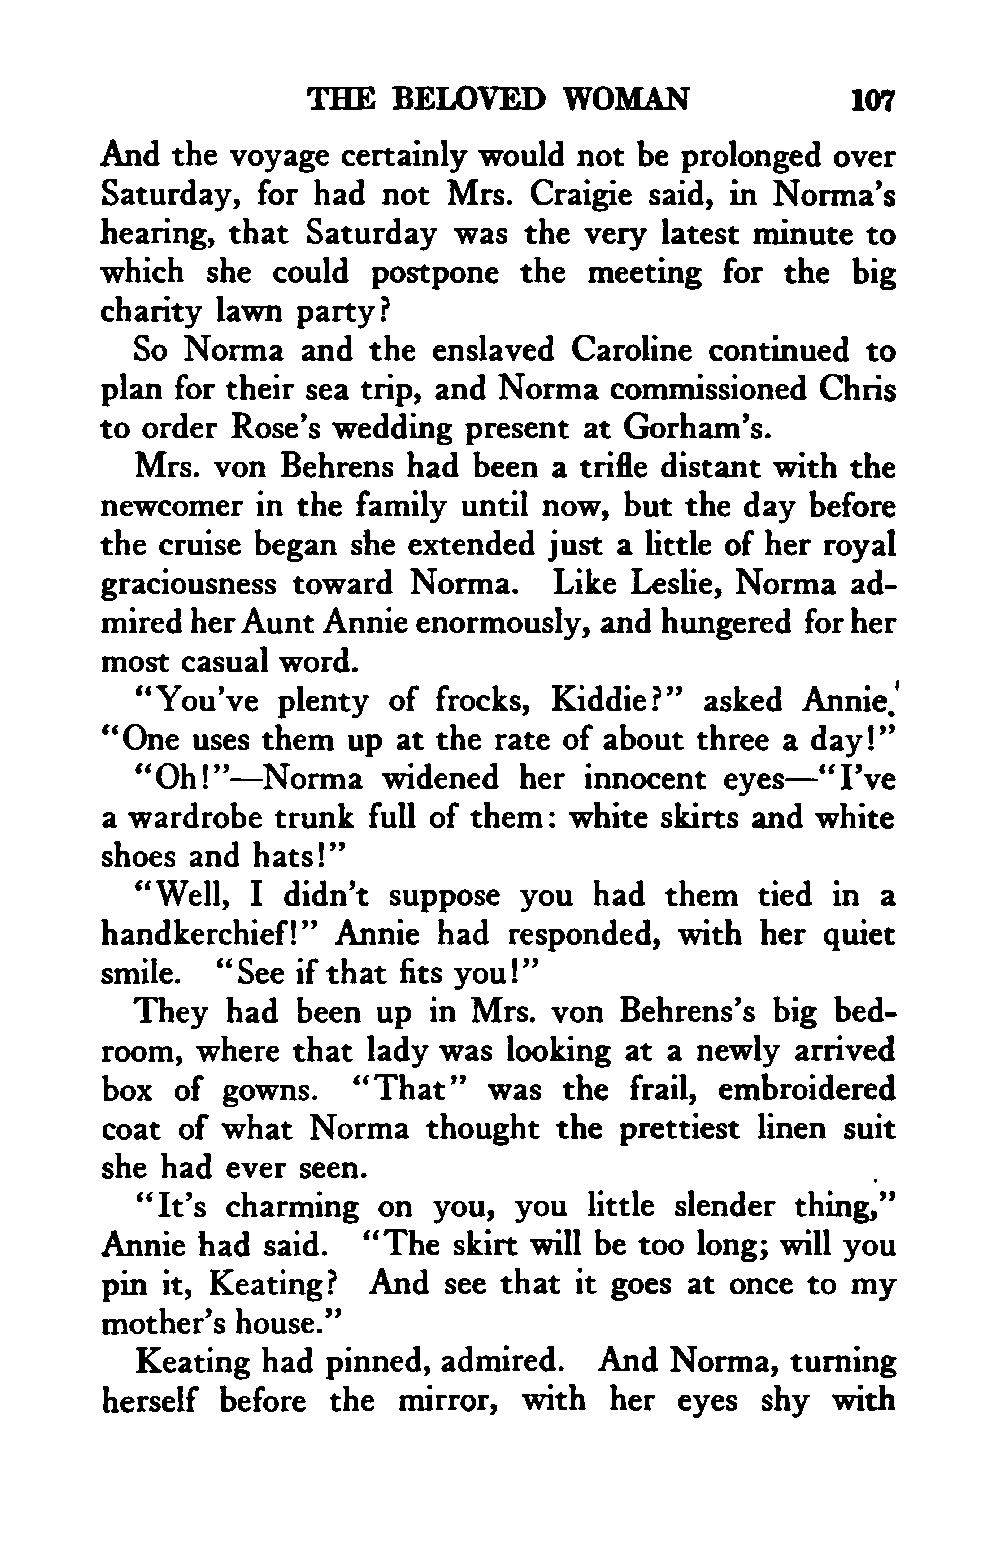 THE BELOVED WOMAN 107
And the voyage certainly would not be prolonged over
Saturday, for had not Mrs. Craigie said, in Norma's
hearing, that Saturday was the very latest minute to
which she could postpone the meeting for the big
charity lawn party?
So Norma and the enslaved Caroline continued to
plan for their sea trip, and Norma commissioned Chris
to order Rose's wedding present at Gorham's.
Mrs. von Behrens had been a trifle distant with the
newcomer in the family until now, but the day before
the cruise began she extended just a little of her royal
graciousness toward Norma. Like Leslie, Norma ad-
mired her Aunt Annie enormously, and hungered for her
most casual word.
"You've plenty of frocks, Kiddie?" asked Annie.
"One uses them up at the rate of about three a day!"
"Oh!"—Norma widened her innocent eyes—"I've
a wardrobe trunk full of them: white skirts and white
shoes and hats!"
"Well, I didn't suppose you had them tied in a
handkerchief!" Annie had responded, with her quiet
smile. "See if that fits you!"
They had been up in Mrs. von Behrens's big bed-
room, where that lady was looking at a newly arrived
box of gowns. "That" was the frail, embroidered
coat of what Norma thought the prettiest linen suit
she had ever seen.
"It's charming on you, you little slender thing,"
Annie had said. "The skirt will be too long; will you
pin it, Keating? And see that it goes at once to my
mother's house."
Keating had pinned, admired. And Norma, turning
herself before the mirror, with her eyes shy with